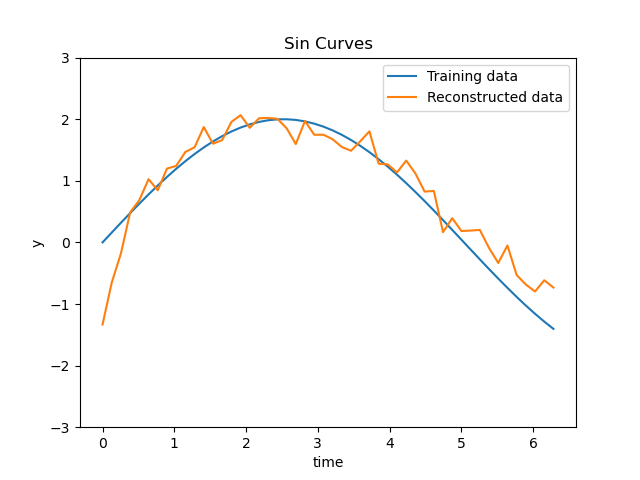 Sin Curves
Training data
Reconstructed data
y
3
2
1
0
−1
−2
−3
0 1 2 3 4 5 6
time